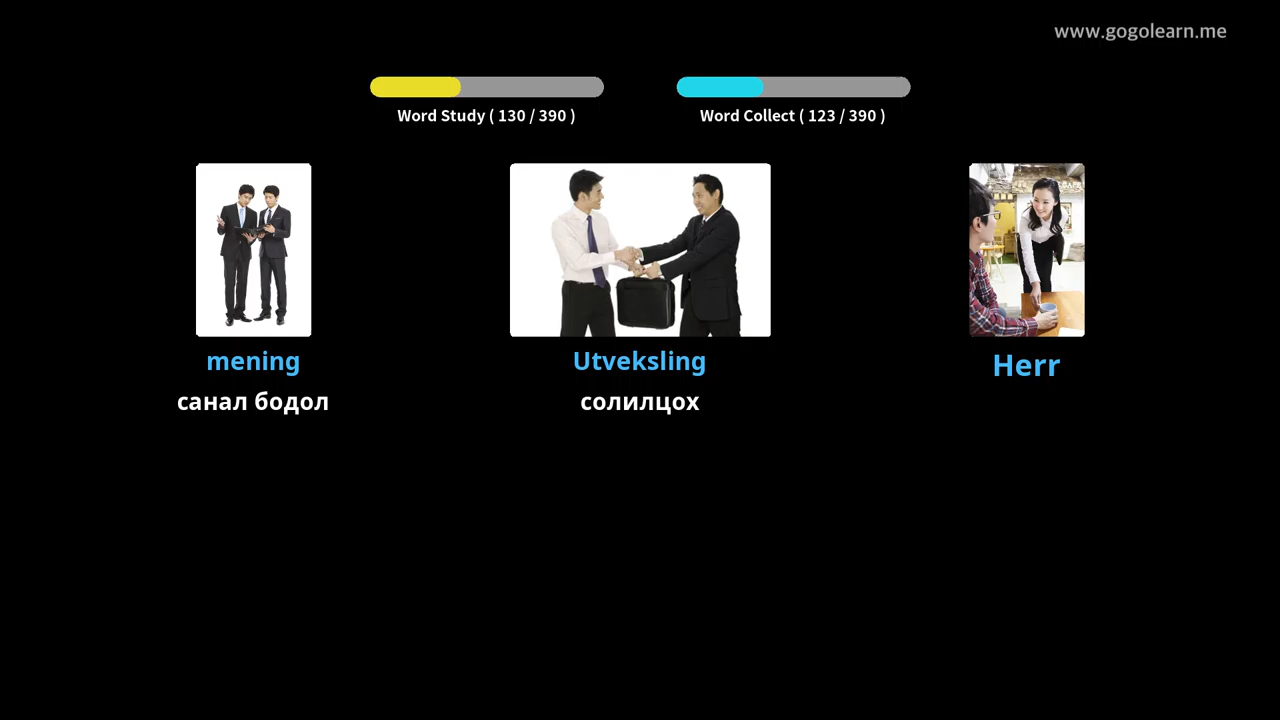 www.gogolearn.me
Word Study ( 130 / 390 )
Word Collect ( 123 / 390 )
mening
санал бодол
Utveksling
солилцох
Herr